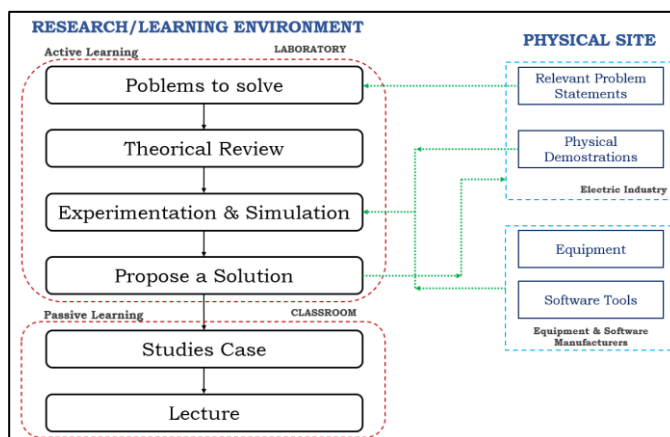 RESEARCH/LEARNING ENVIRONMENT
Active Learning
LABORATORY
Poblems to solve
Theorical Review
Experimentation & Simulation
Propose a Solution
Passive Learning
CLASSROOM
Studies Case
Lecture
PHYSICAL SITE
Relevant Problem
Statements
Physical
Demostrations
Electric Industry
Equipment
Software Tools
Equipment & Software
Manufacturers